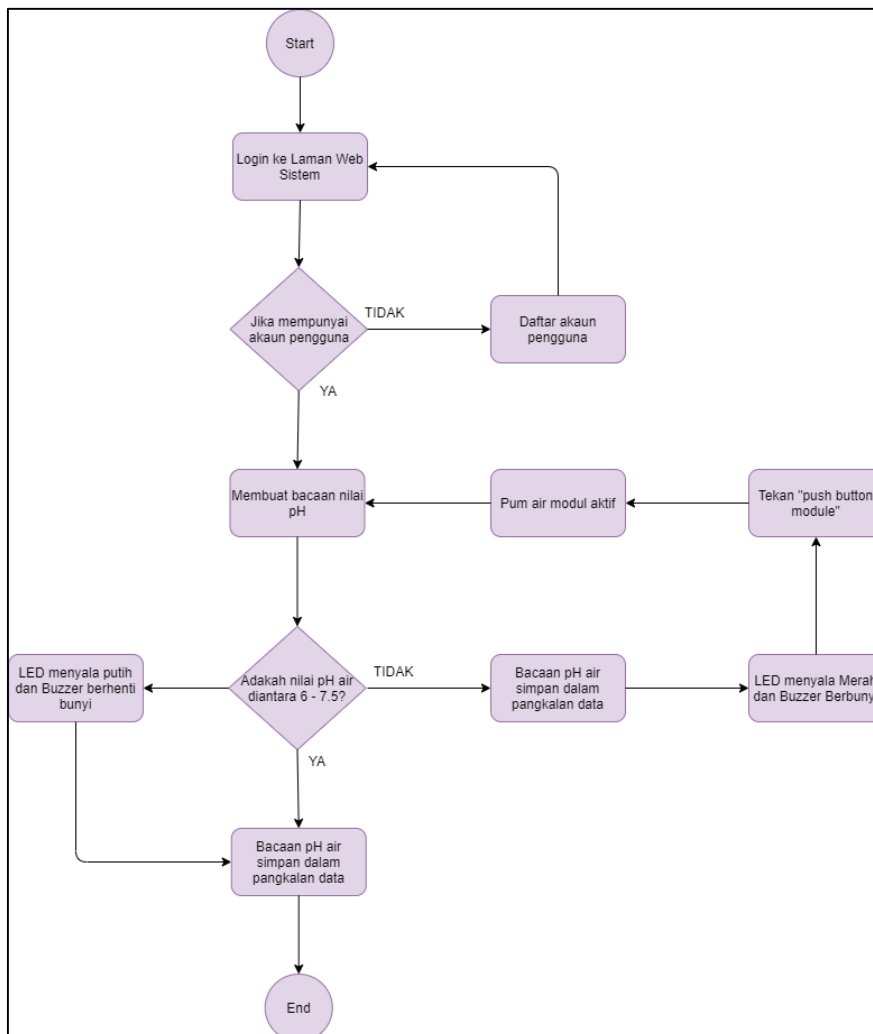 Start
Login ke Laman Web
Sistem
Jika mempunyai
akaun pengguna
TIDAK
Daftar akaun
pengguna
YA
Membuat bacaan nilai
pH
Pum air modul aktif
Tekan "push button
module"
LED menyala putih
dan Buzzer berhenti
bunyi
Adakah nilai pH air
diantara 6 - 7.5?
TIDAK
Bacaan pH air
simpan dalam
pangkalan data
LED menyala Merah
dan Buzzer Berbuny
YA
Bacaan pH air
simpan dalam
pangkalan data
End